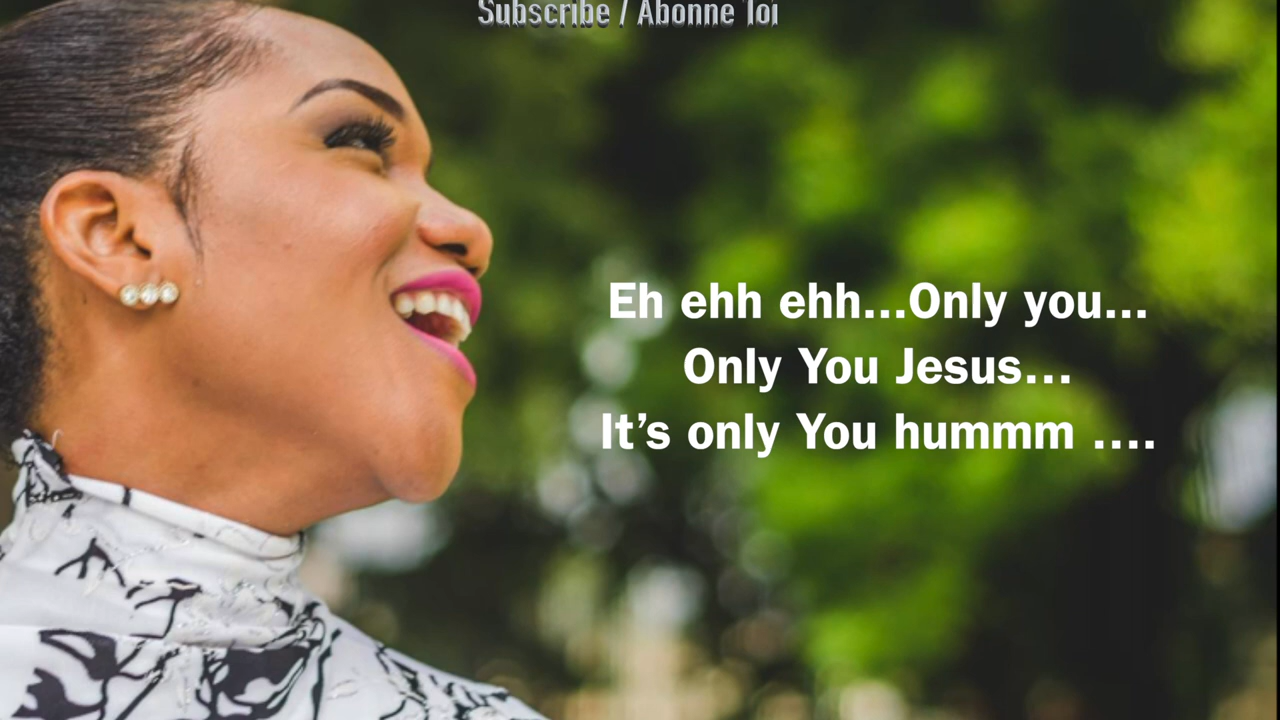 Subscribe / Abonne Toi
Eh ehh ehh...Only you...
Only You Jesus...
It’s only You hummm ....